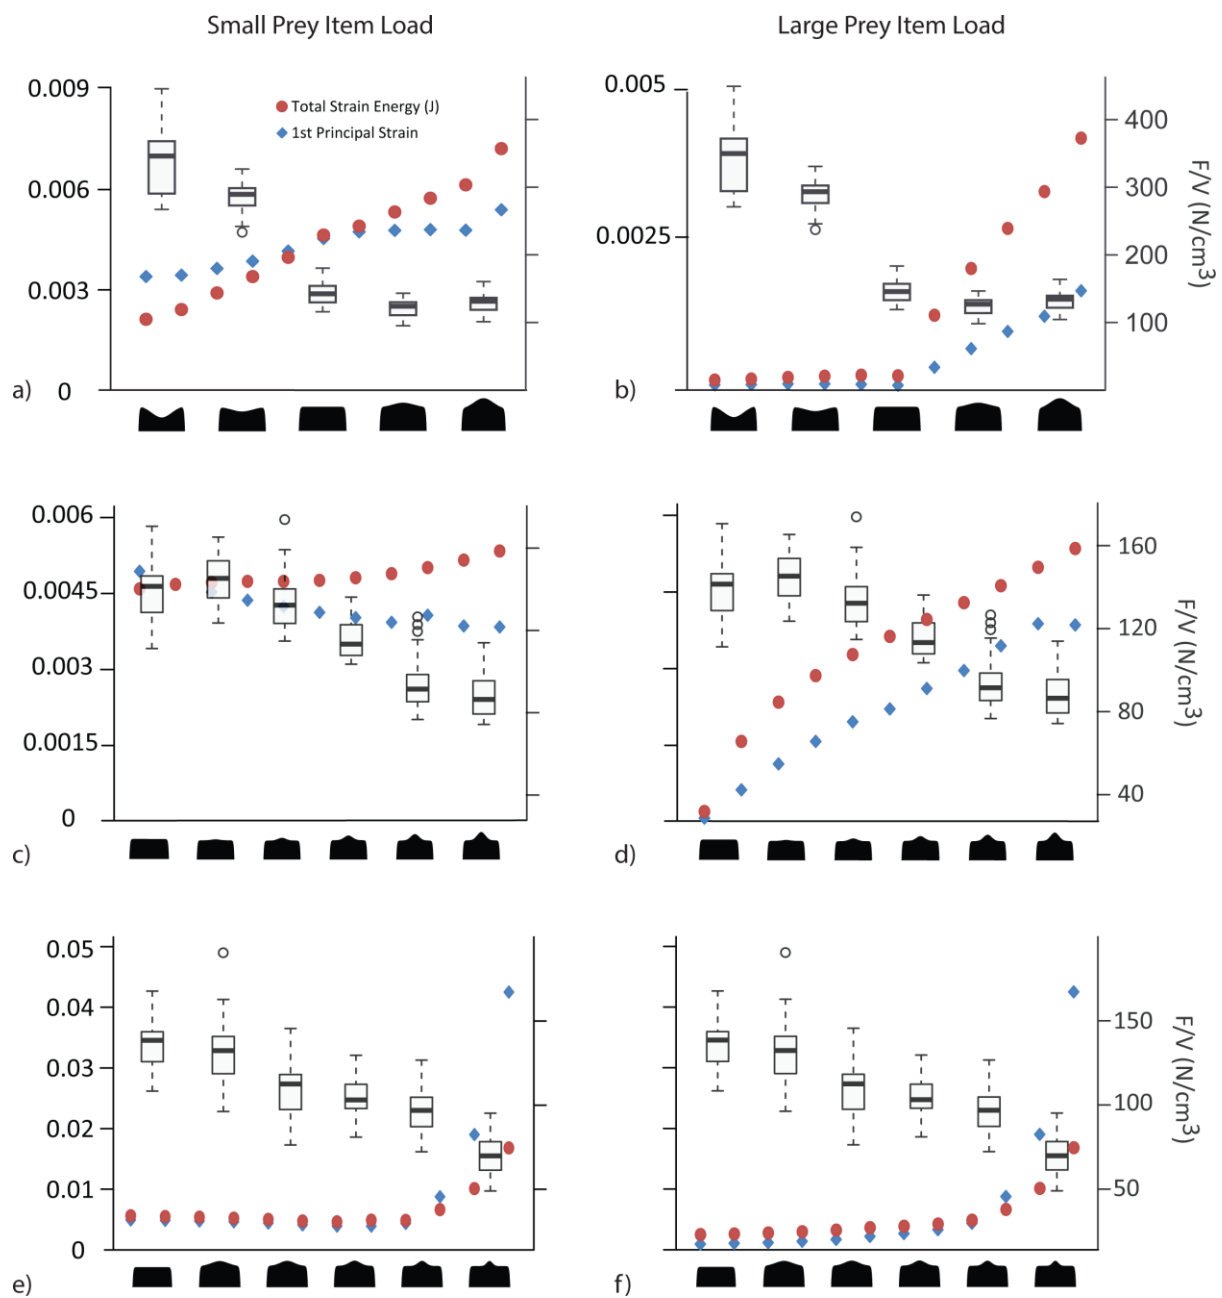 Small Prey Item Load
Large Prey Item Load
0.009
0.006
0.003
0
Total Strain Energy (J)
1st Principal Strain
a)
0.005
0.0025
400
300
200
100
F/V (N/cm³)
b)
0.006
0.0045
0.003
0.0015
0
c)
160
120
80
40
F/V (N/cm³)
d)
0.05
0.04
0.03
0.02
0.01
0
e)
150
100
50
F/V (N/cm³)
f)